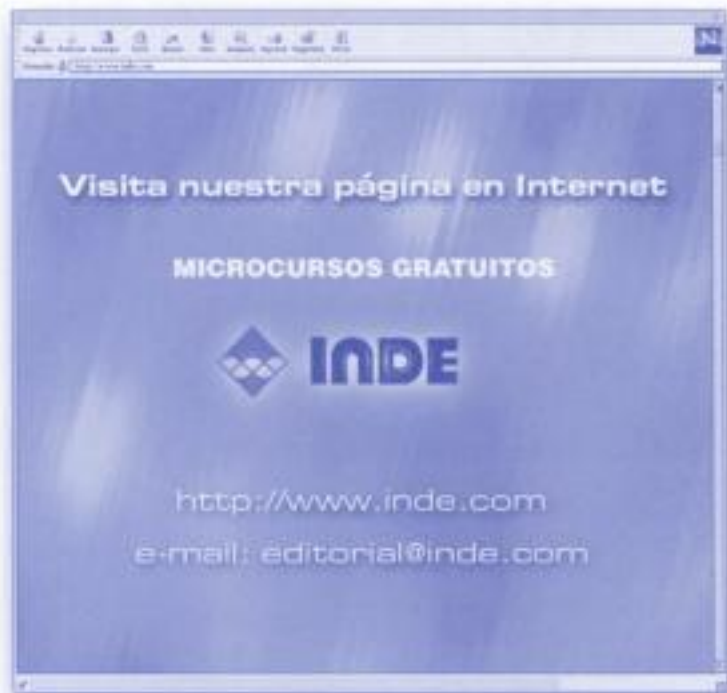 Visita nuestra página en Internet
MICROCURSOS GRATUITOS
INDE
http://www.inde.com
e-mail: editorial@inde.com